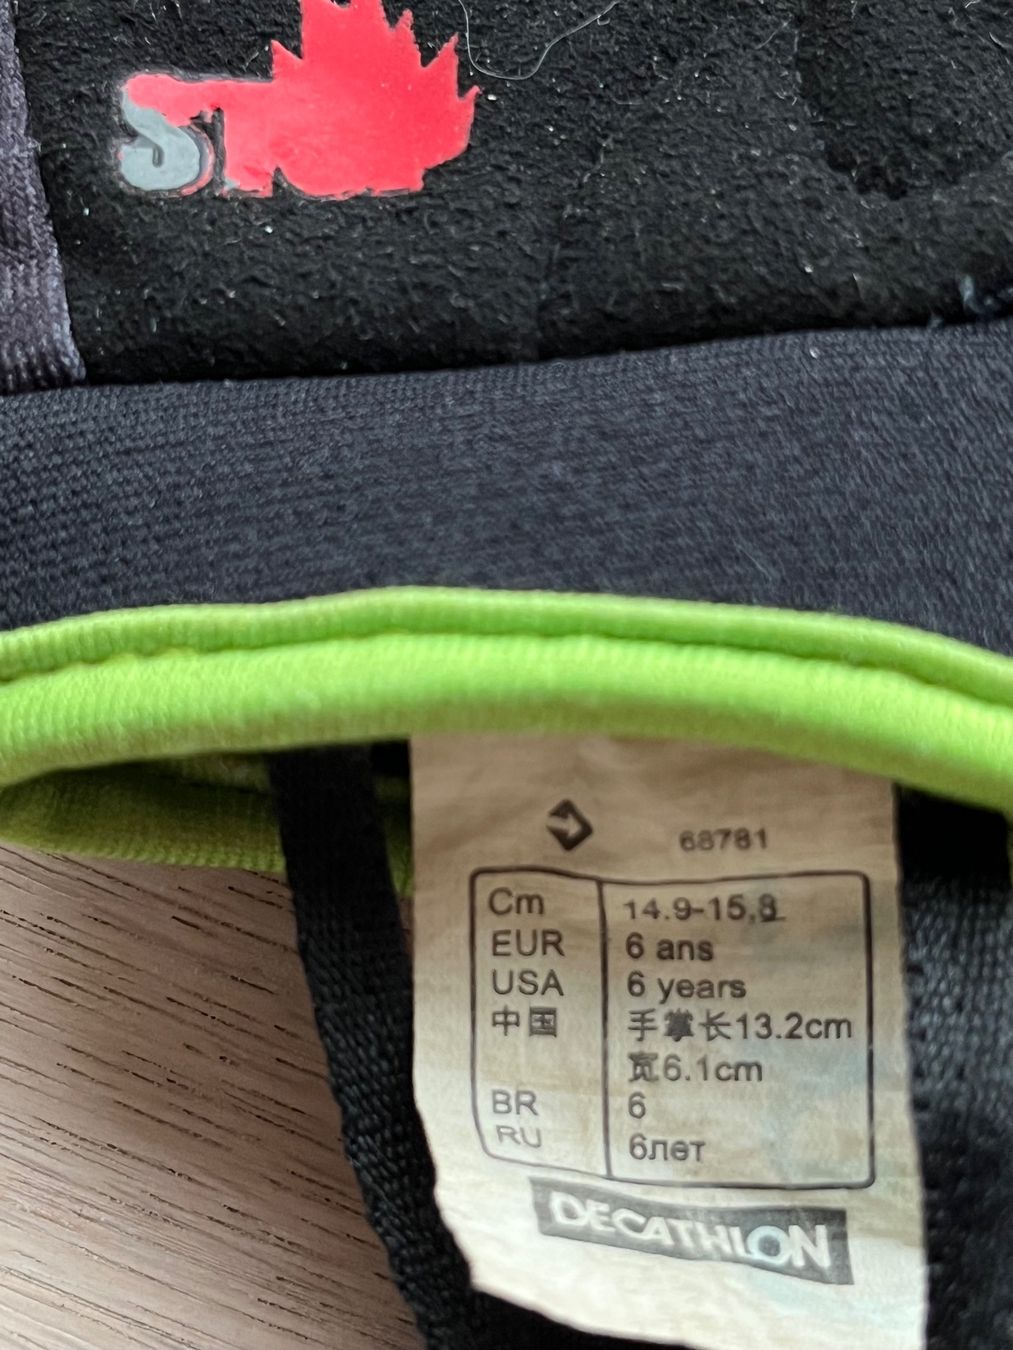 68781
Cm 14.9-15,8
EUR 6 ans
USA 6 years
中国 手掌长13.2cm
宽6.1cm
BR 6
RU 6лет
DECATHLON